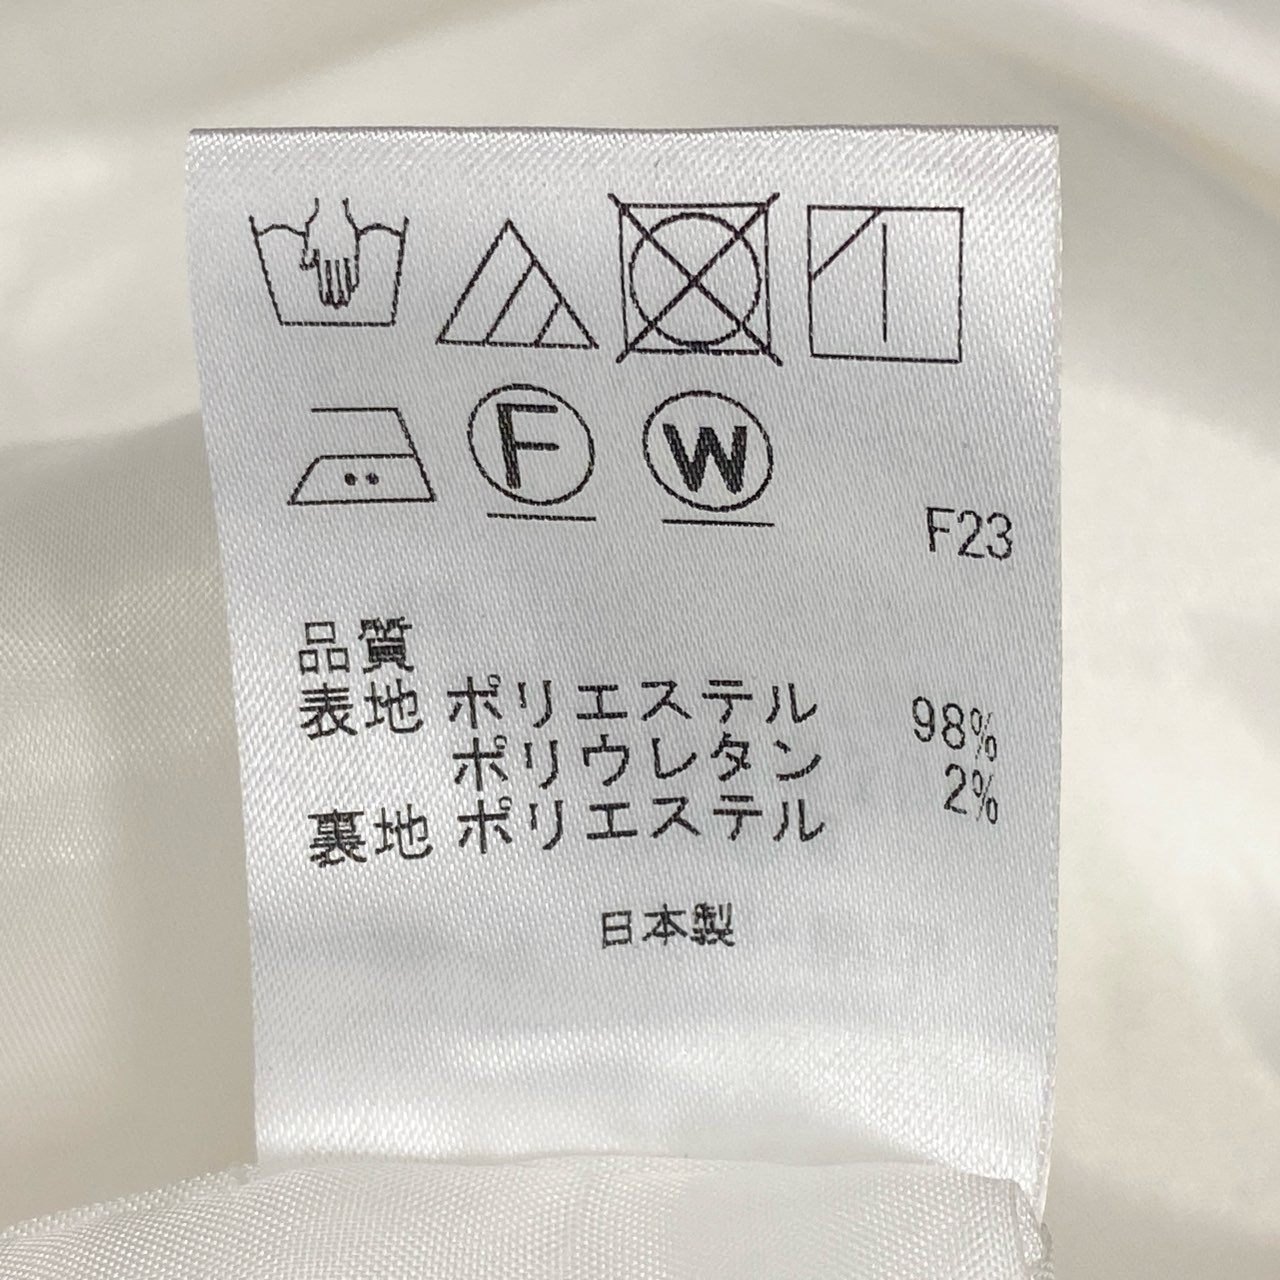 F W
F23
品質
表地 ポリエステル 98%
ポリウレタン 2%
裏地 ポリエステル
日本製